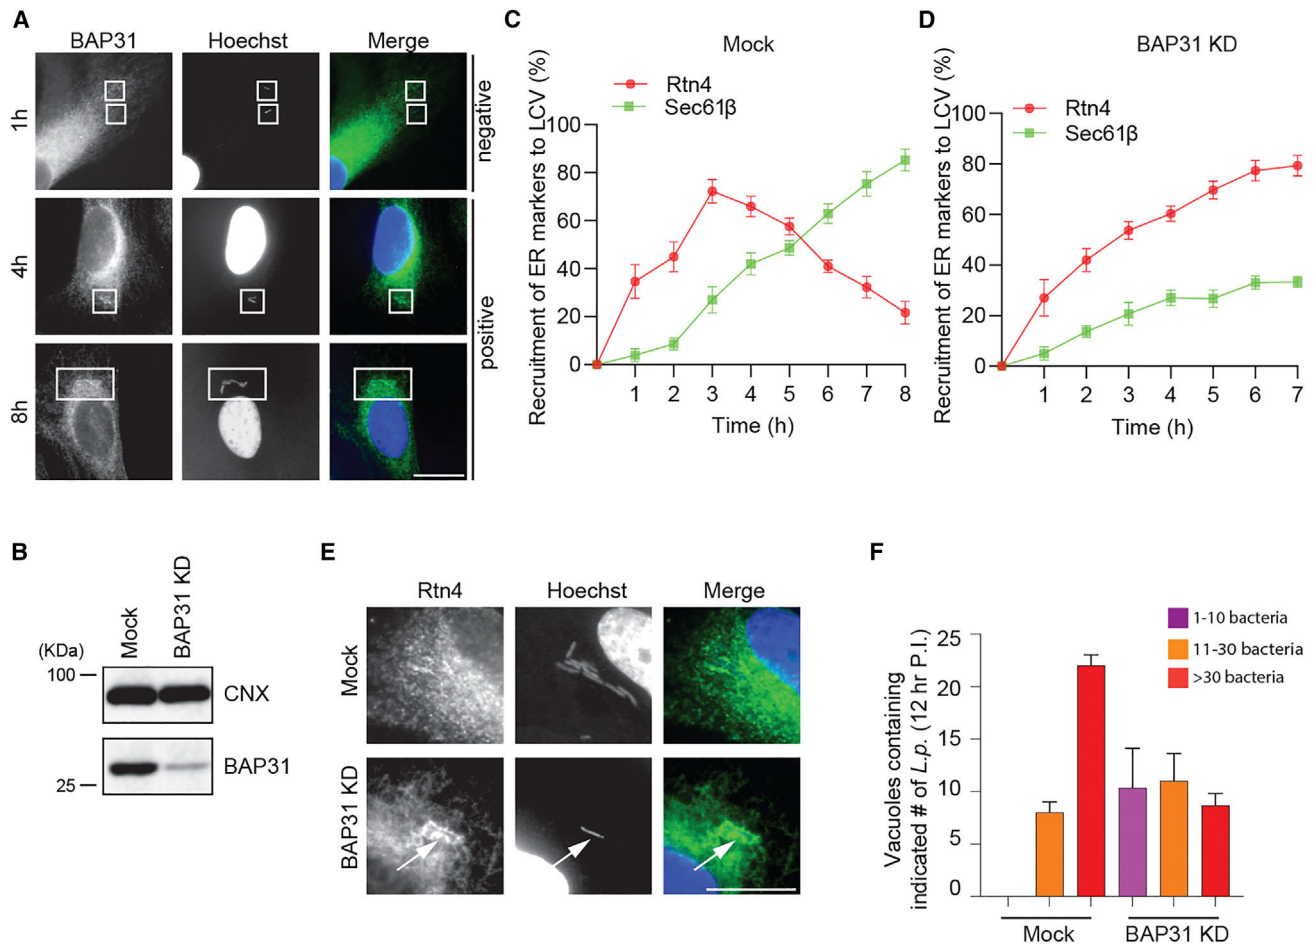 A
BAP31 Hoechst Merge
1h
negative
4h
positive
8h
B
Mock
BAP31 KD
(KDa)
100
CNX
BAP31
25
C
Mock
Rtn4
Sec61β
Recruitment of ER markers to LCV (%)
100
80
60
40
20
0
1 2 3 4 5 6 7 8
Time (h)
D
BAP31 KD
Rtn4
Sec61β
Recruitment of ER markers to LCV (%)
100
80
60
40
20
0
1 2 3 4 5 6 7
Time (h)
E
Rtn4 Hoechst Merge
Mock
BAP31 KD
F
1-10 bacteria
11-30 bacteria
>30 bacteria
Vacuoles containing
indicated # of L.p. (12 hr P.I.)
25
20
15
10
5
0
Mock BAP31 KD